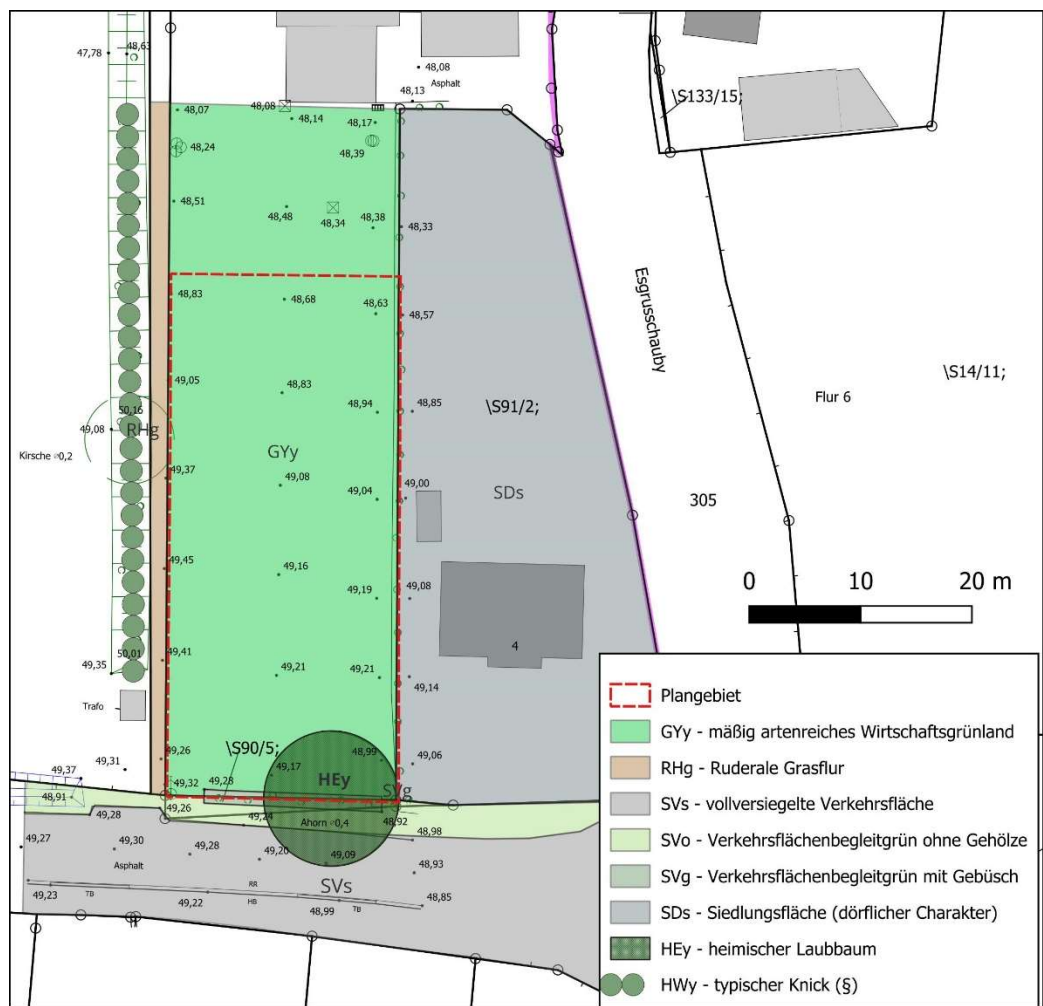 47,78
48,63
48,08
Asphalt
48,13
\S133/15;
48,07
48,08
48,14
48,17
48,24
48,39
48,51
48,48
48,34
48,38
48,33
Esgrusschauby
48,83
48,68
48,63
48,57
49,05
48,83
48,94
48,85
\S91/2;
\S14/11;
Flur 6
50,16
49,08
RHg
Kirsche ⌀0,2
GYy
49,37
49,08
49,04
49,00
SDs
305
49,45
49,16
49,19
49,08
0 10 20 m
49,41
50,01
49,35
49,21
49,21
49,14
4
Trafo
\S90/5;
49,26
49,31
49,37
48,99
49,06
49,17
HEy
49,32
49,28
SVg
48,91
49,28
49,26
49,24
Ahorn ⌀0,4
48,92
48,98
49,27
49,30
49,28
49,20
49,09
48,93
Asphalt
SVs
49,23
TB
RR
HB
49,22
48,99
TB
48,85
Plangebiet
GYy - mäßig artenreiches Wirtschaftsgrünland
RHg - Ruderale Grasflur
SVs - vollversiegelte Verkehrsfläche
SVo - Verkehrsflächenbegleitgrün ohne Gehölze
SVg - Verkehrsflächenbegleitgrün mit Gebüsch
SDs - Siedlungsfläche (dörflicher Charakter)
HEy - heimischer Laubbaum
HWy - typischer Knick (§)